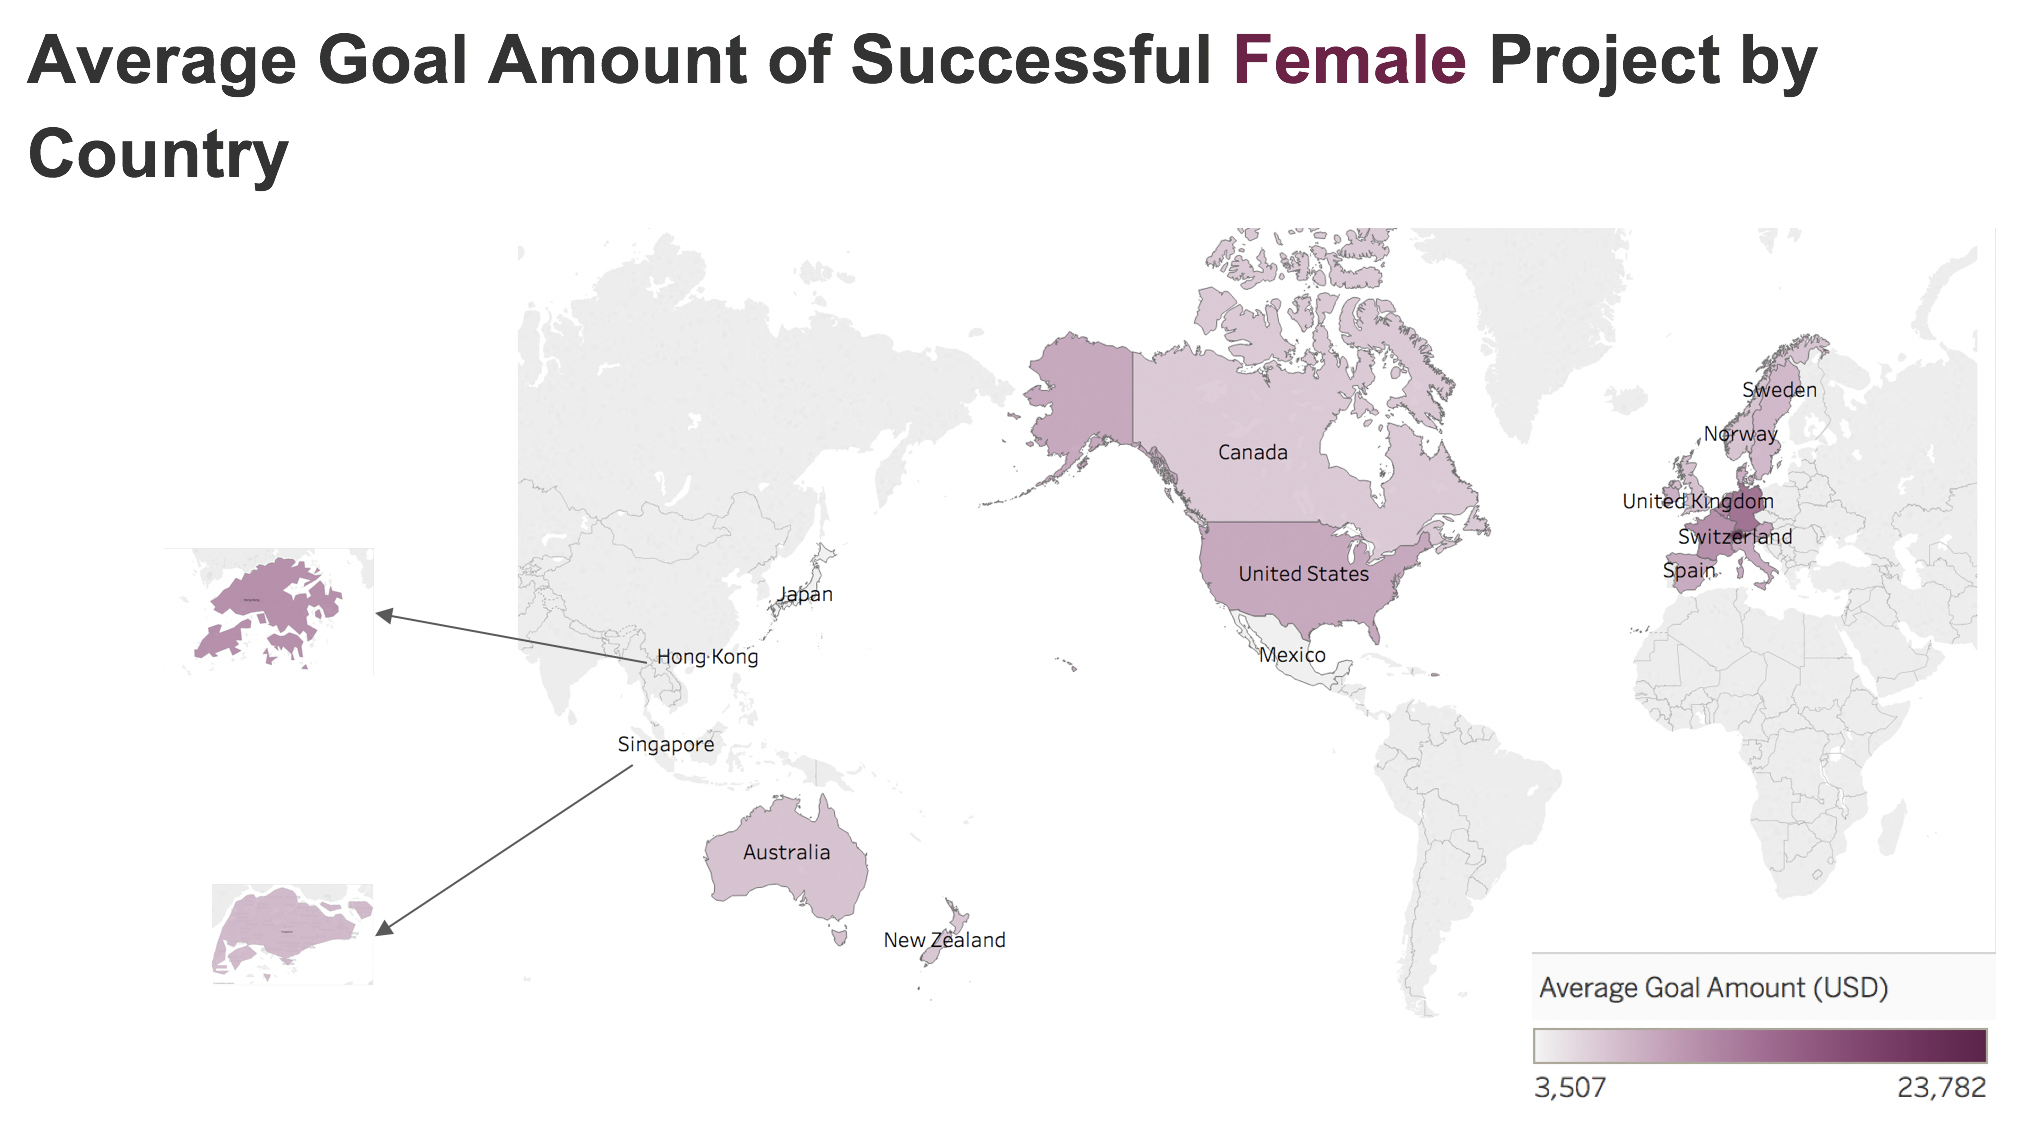 Average Goal Amount of Successful Female Project by
Country
Sweden
Norway
Canada
United Kingdom
Switzerland
United States
Spain
Japan
Hong Kong
Mexico
Singapore
Australia
New Zealand
Average Goal Amount (USD)
3,507 23,782